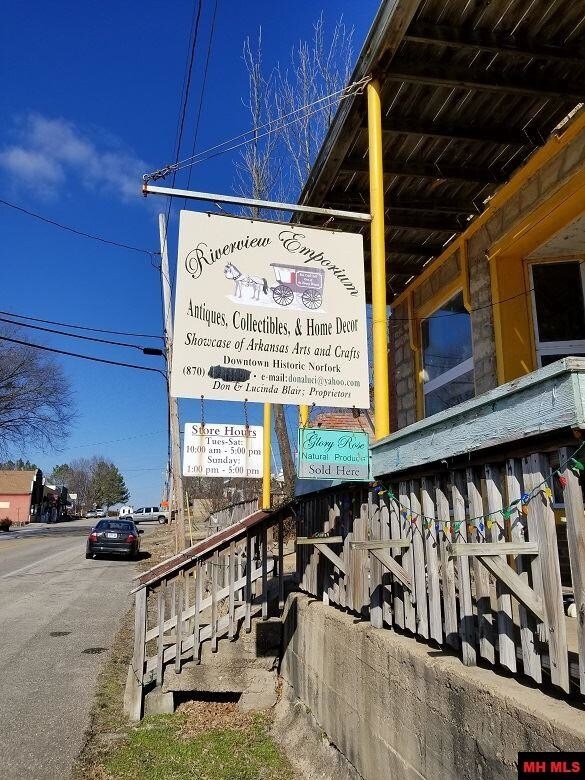 Riverview Emporium
Antiques, Collectibles, & Home Decor
Showcase of Arkansas Arts and Crafts
Downtown Historic Norfork
(870) • e-mail:donaluci@yahoo.com
Don & Lucinda Blair; Proprietors
Store Hours
Tues-Sat:
10:00 am - 5:00 pm
Sunday:
1:00 pm - 5:00 pm
Glory Rose
Natural Products
Sold Here
MH MLS